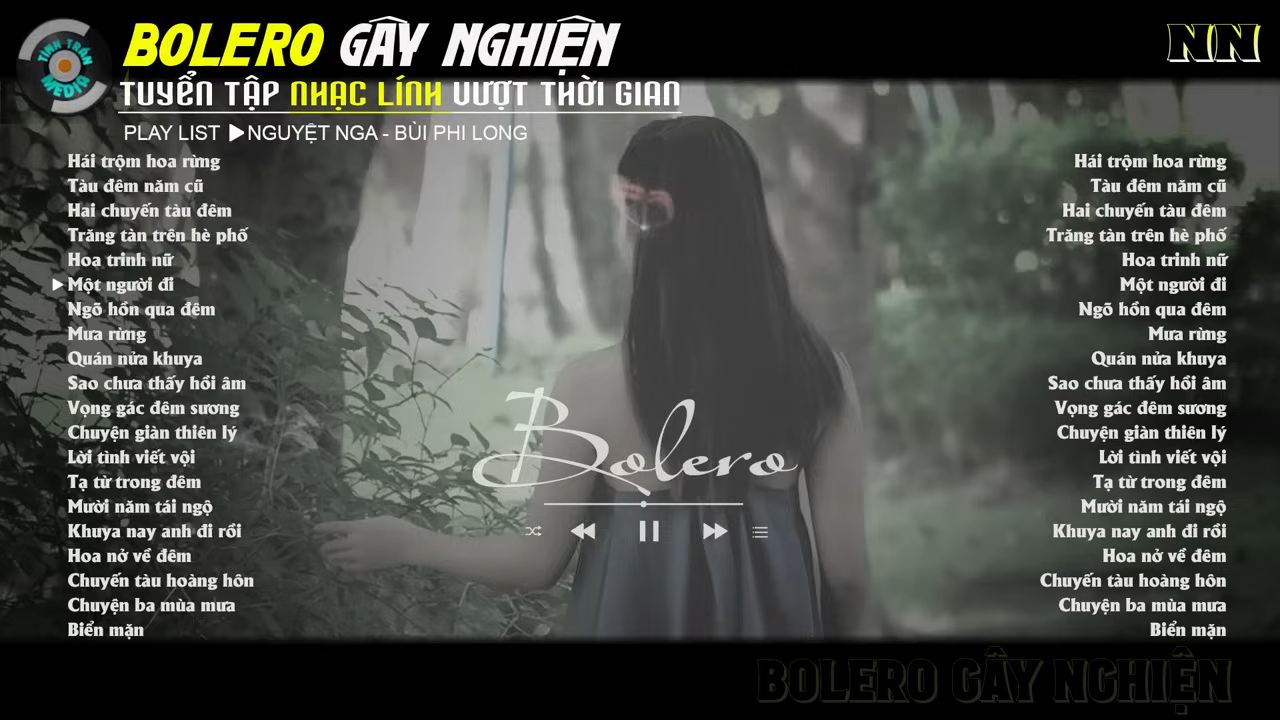 TÌNH TRẦN
MEDIA
BOLERO GÂY NGHIỆN
NN
TUYỂN TẬP NHẠC LÍNH VƯỢT THỜI GIAN
PLAY LIST ▶NGUYỆT NGA - BÙI PHI LONG
Hái trộm hoa rừng
Tàu đêm năm cũ
Hai chuyến tàu đêm
Trăng tàn trên hè phố
Hoa trinh nữ
Một người đi
Ngõ hồn qua đêm
Mưa rừng
Quán nửa khuya
Sao chưa thấy hồi âm
Vọng gác đêm sương
Chuyện giàn thiên lý
Lời tình viết vội
Tạ từ trong đêm
Mười năm tái ngộ
Khuya nay anh đi rồi
Hoa nở về đêm
Chuyến tàu hoàng hôn
Chuyện ba mùa mưa
Biển mặn
Bolero
Hái trộm hoa rừng
Tàu đêm năm cũ
Hai chuyến tàu đêm
Trăng tàn trên hè phố
Hoa trinh nữ
Một người đi
Ngõ hồn qua đêm
Mưa rừng
Quán nửa khuya
Sao chưa thấy hồi âm
Vọng gác đêm sương
Chuyện giàn thiên lý
Lời tình viết vội
Tạ từ trong đêm
Mười năm tái ngộ
Khuya nay anh đi rồi
Hoa nở về đêm
Chuyến tàu hoàng hôn
Chuyện ba mùa mưa
Biển mặn
BOLERO GÂY NGHIỆN